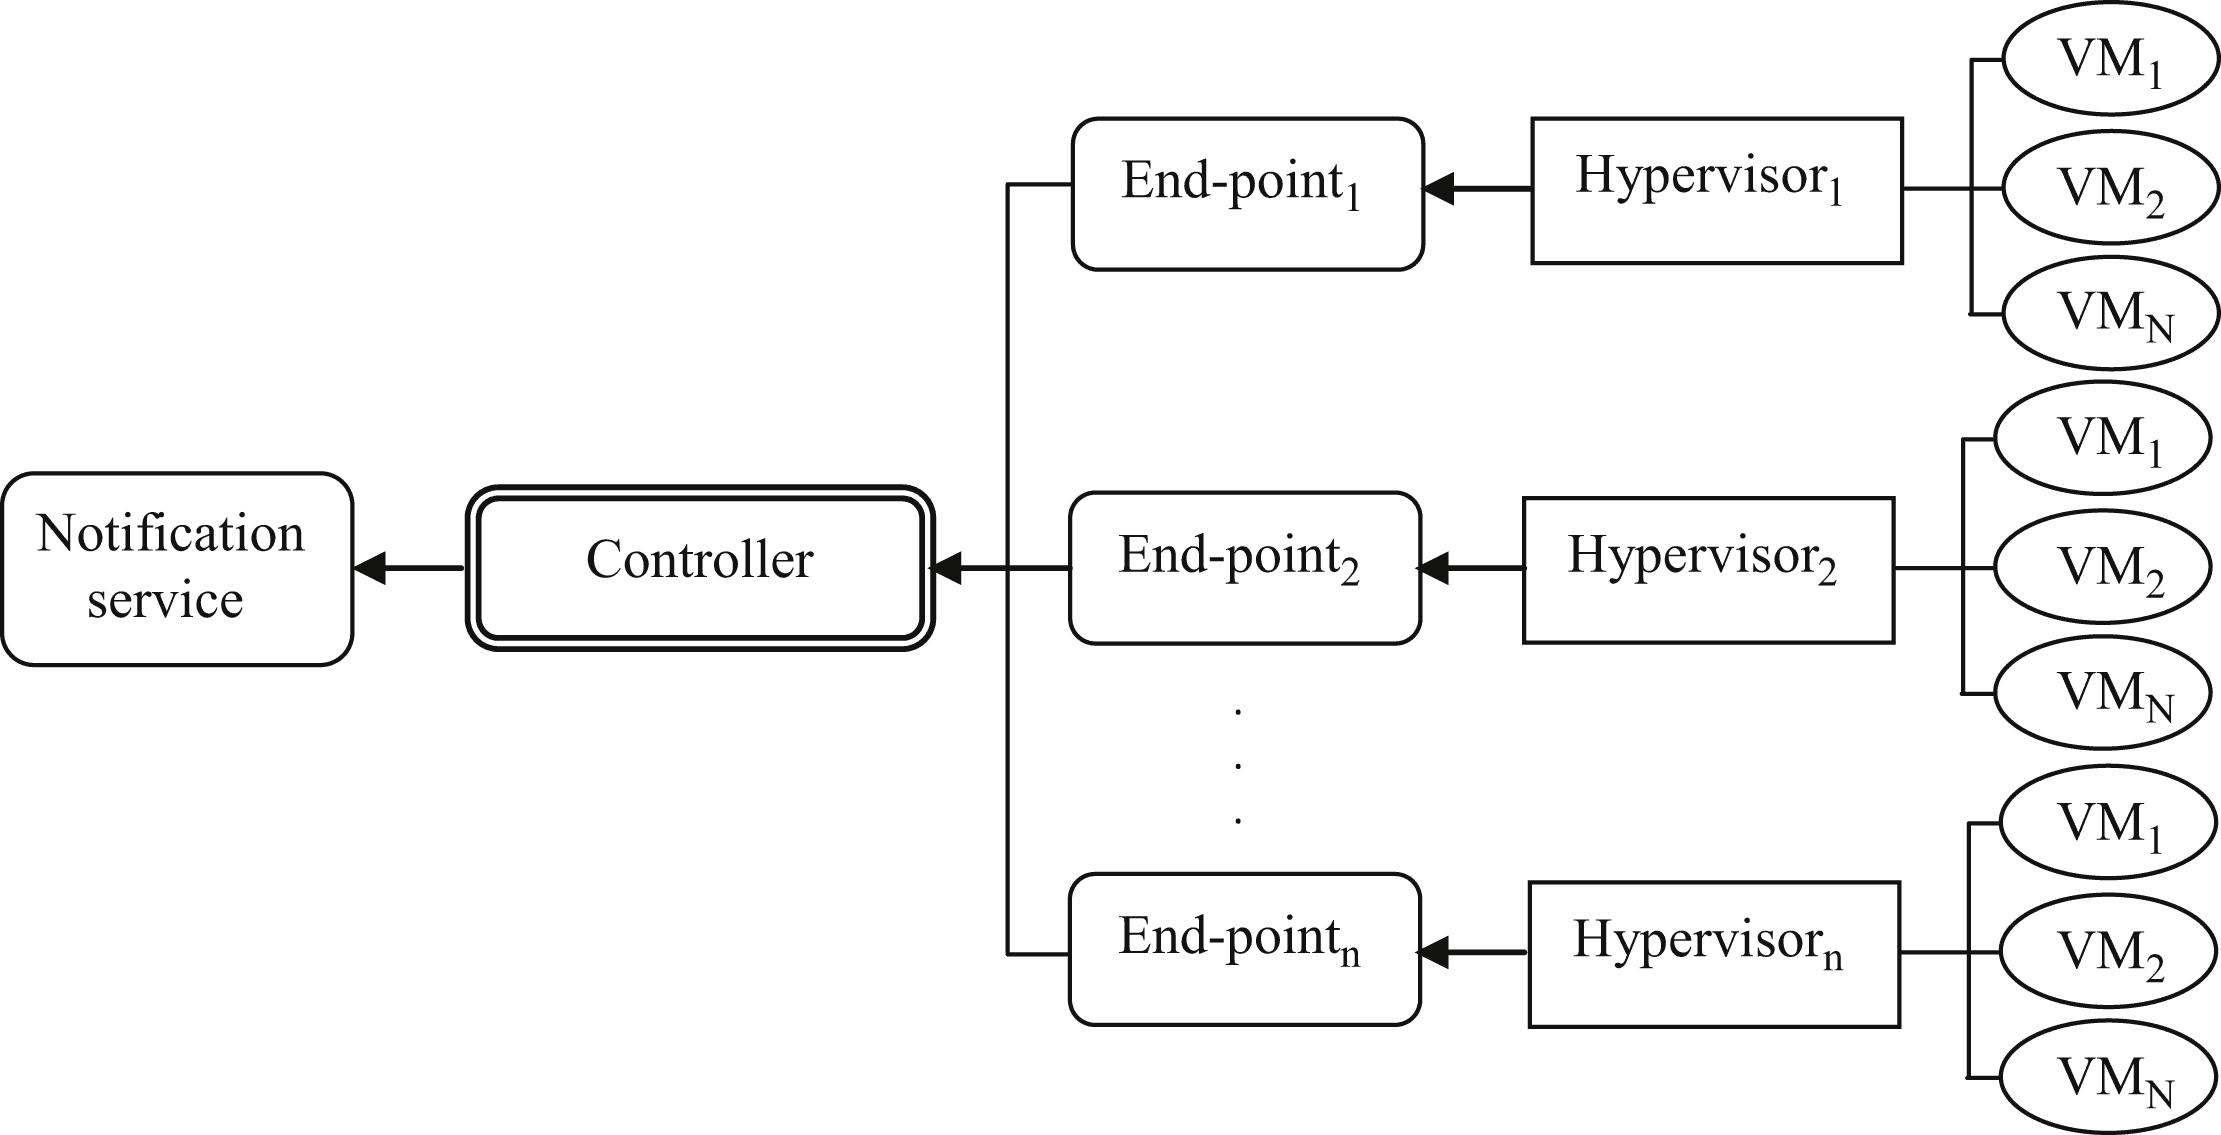 Notification
service
Controller
End-point1
Hypervisor1
VM1
VM2
VMN
End-point2
Hypervisor2
VM1
VM2
VMN
.
.
.
End-pointn
Hypervisorn
VM1
VM2
VMN